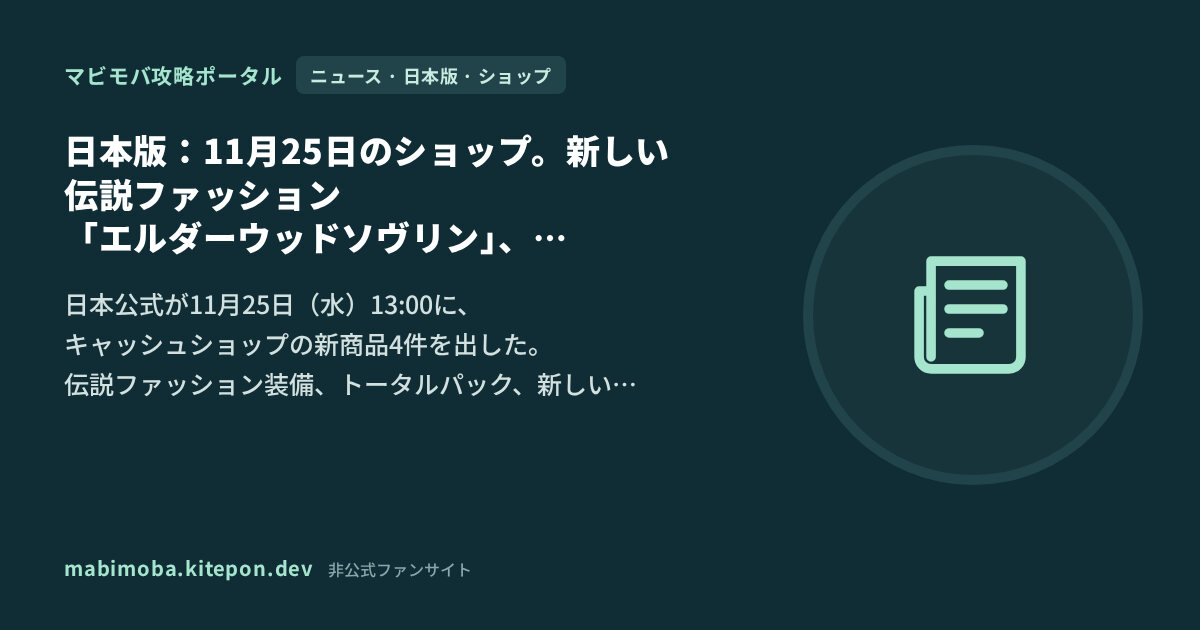 マビモバ攻略ポータル
ニュース · 日本版 · ショップ
日本版：11月25日のショップ。新しい
伝説ファッション
「エルダーウッドソヴリン」、…
日本公式が11月25日（水）13:00に、
キャッシュショップの新商品4件を出した。
伝説ファッション装備、トータルパック、新しい…
mabimoba.kitepon.dev 非公式ファンサイト